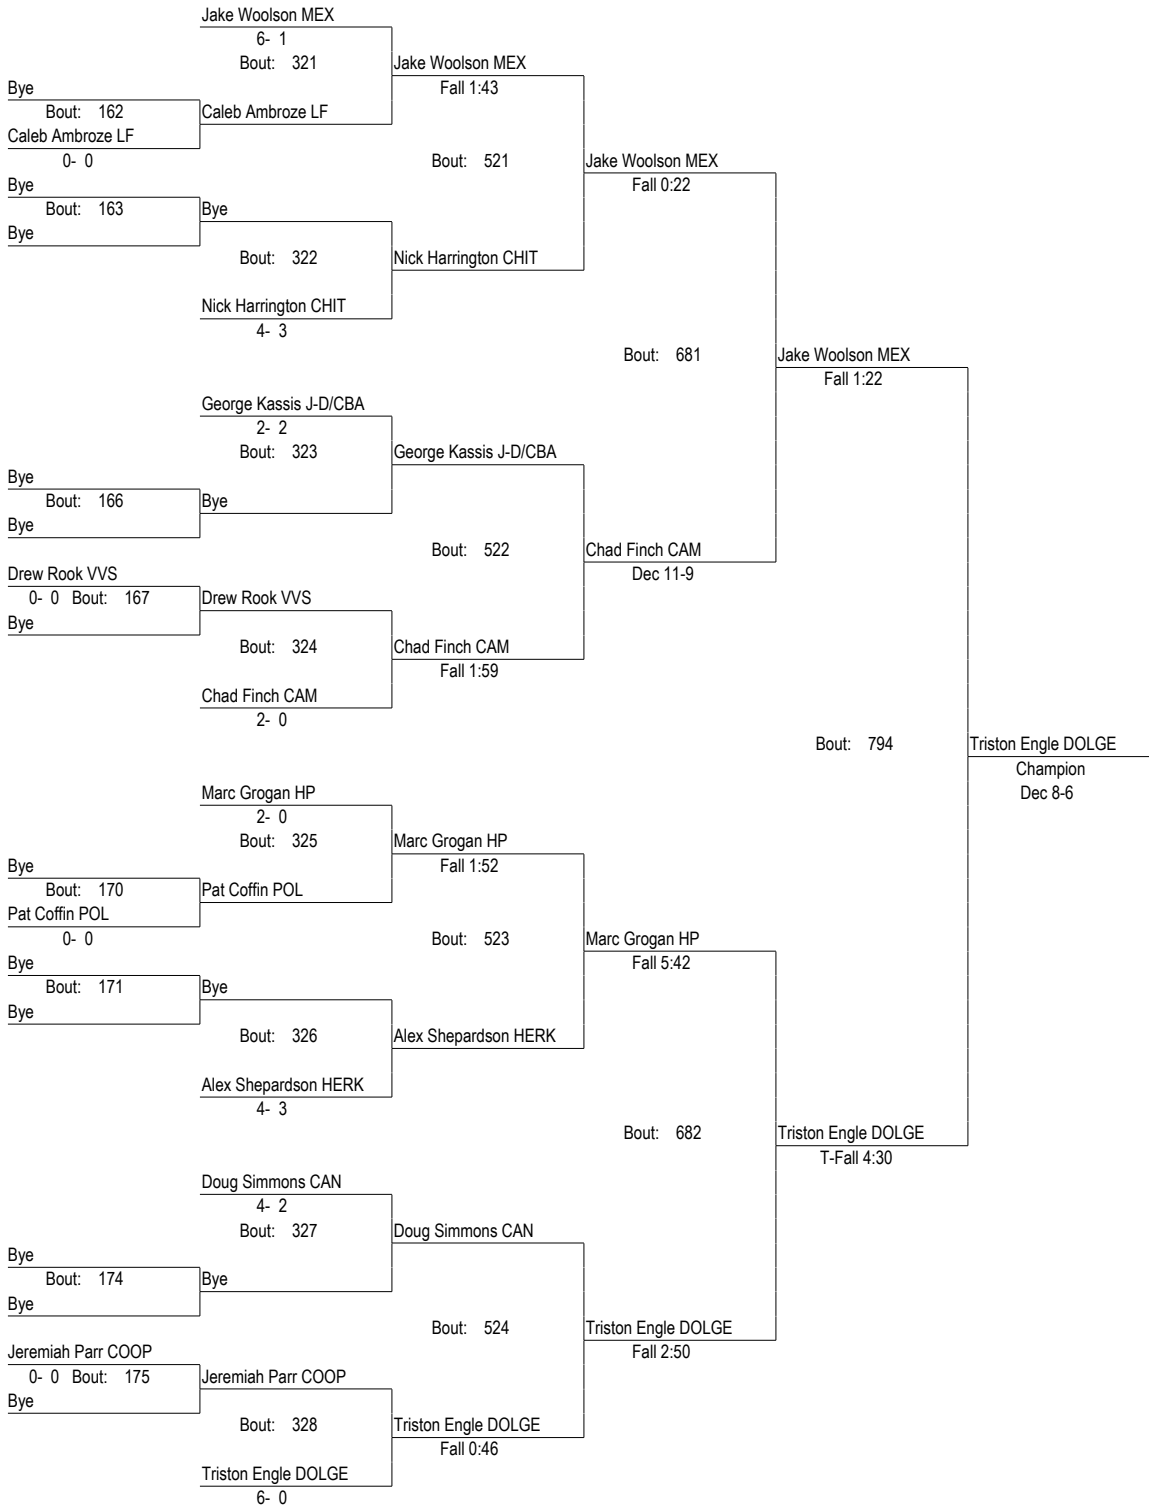 Jake Woolson MEX
6- 1
Bout: 321
Jake Woolson MEX
Fall 1:43
Bye
Bout: 162
Caleb Ambroze LF
Caleb Ambroze LF
0- 0
Bout: 521
Jake Woolson MEX
Fall 0:22
Bye
Bout: 163
Bye
Bye
Bout: 322
Nick Harrington CHIT
Nick Harrington CHIT
4- 3
Bout: 681
Jake Woolson MEX
Fall 1:22
George Kassis J-D/CBA
2- 2
Bout: 323
George Kassis J-D/CBA
Bye
Bout: 166
Bye
Bye
Bout: 522
Chad Finch CAM
Dec 11-9
Drew Rook VVS
0- 0 Bout: 167
Drew Rook VVS
Bye
Bout: 324
Chad Finch CAM
Fall 1:59
Chad Finch CAM
2- 0
Bout: 794
Triston Engle DOLGE
Champion
Dec 8-6
Marc Grogan HP
2- 0
Bout: 325
Marc Grogan HP
Fall 1:52
Bye
Bout: 170
Pat Coffin POL
Pat Coffin POL
0- 0
Bout: 523
Marc Grogan HP
Fall 5:42
Bye
Bout: 171
Bye
Bye
Bout: 326
Alex Shepardson HERK
Alex Shepardson HERK
4- 3
Bout: 682
Triston Engle DOLGE
T-Fall 4:30
Doug Simmons CAN
4- 2
Bout: 327
Doug Simmons CAN
Bye
Bout: 174
Bye
Bye
Bout: 524
Triston Engle DOLGE
Fall 2:50
Jeremiah Parr COOP
0- 0 Bout: 175
Jeremiah Parr COOP
Bye
Bout: 328
Triston Engle DOLGE
Fall 0:46
Triston Engle DOLGE
6- 0